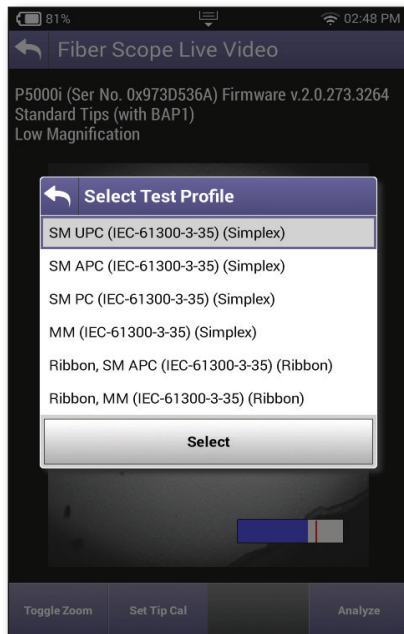 81%
02:48 PM
Fiber Scope Live Video
P5000i (Ser No. 0x973D536A) Firmware v.2.0.273.3264
Standard Tips (with BAP1)
Low Magnification
Select Test Profile
SM UPC (IEC-61300-3-35) (Simplex)
SM APC (IEC-61300-3-35) (Simplex)
SM PC (IEC-61300-3-35) (Simplex)
MM (IEC-61300-3-35) (Simplex)
Ribbon, SM APC (IEC-61300-3-35) (Ribbon)
Ribbon, MM (IEC-61300-3-35) (Ribbon)
Select
Toggle Zoom
Set Tip Cal
Analyze